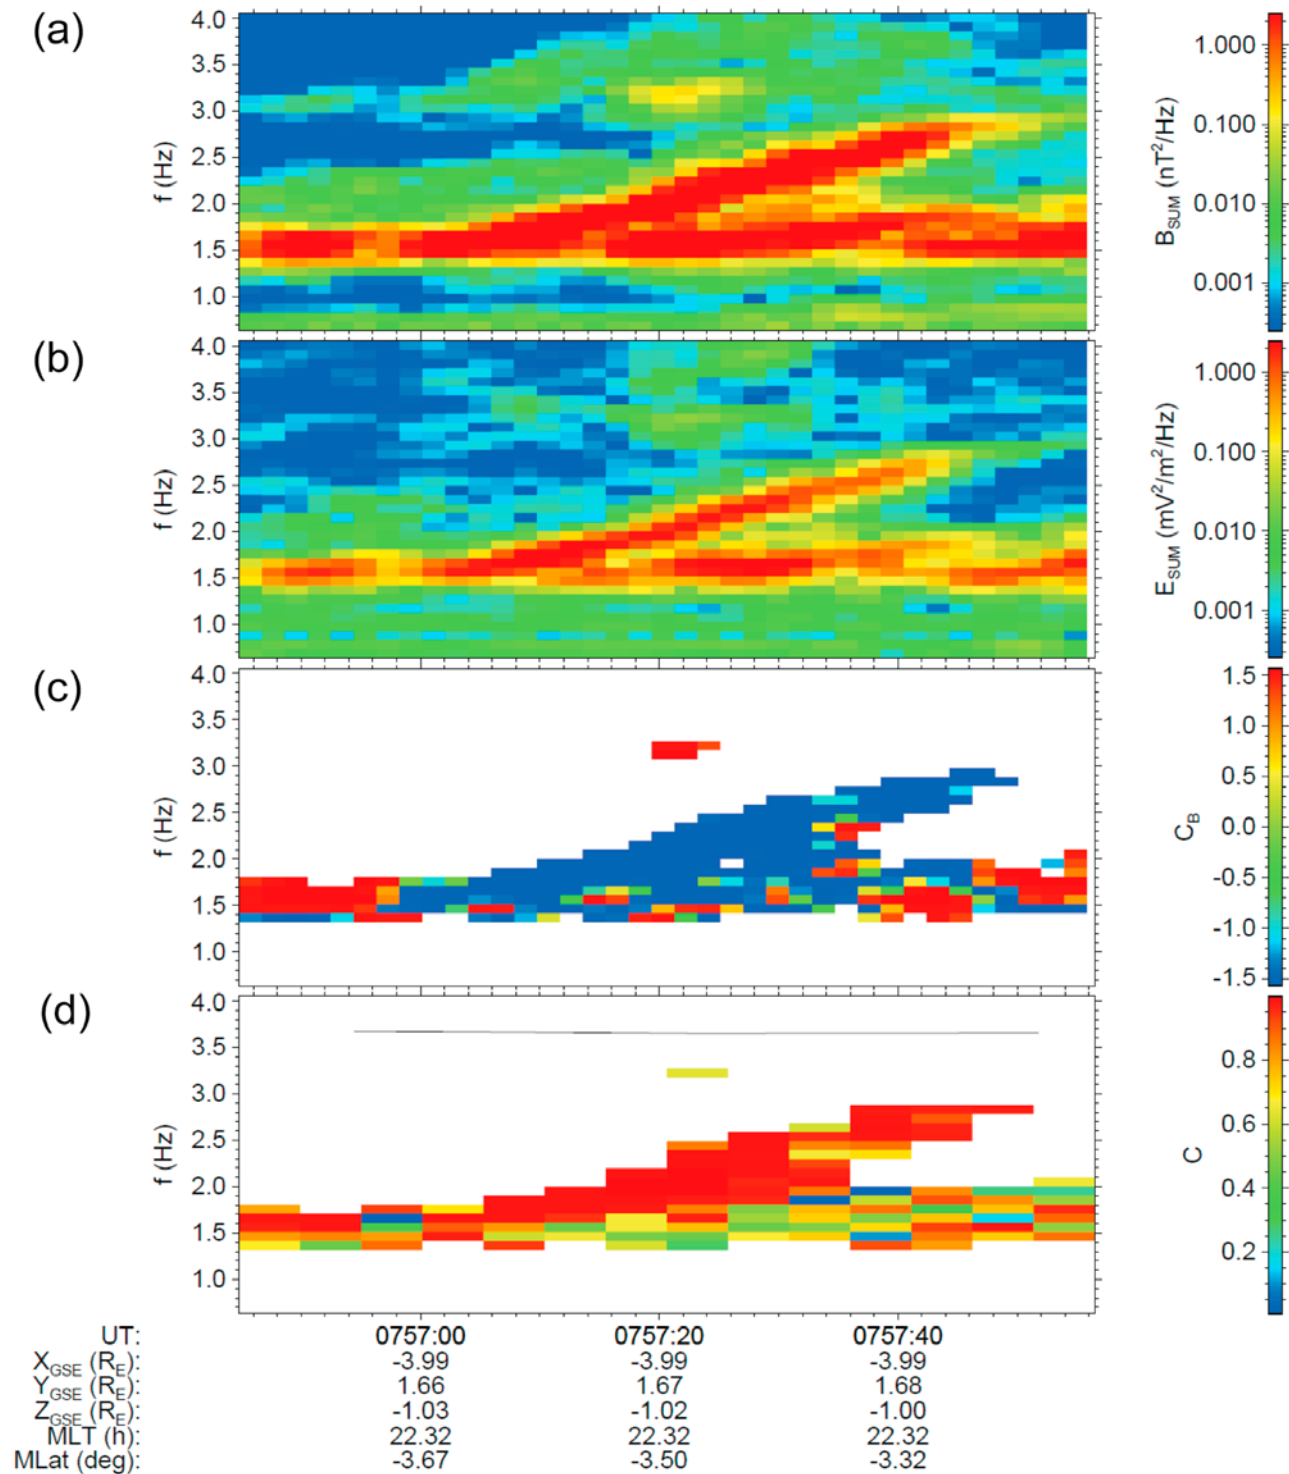 (a)
4.0
3.5
3.0
2.5
2.0
1.5
1.0
f (Hz)
1.000
0.100
0.010
0.001
B_SUM (nT²/Hz)
(b)
4.0
3.5
3.0
2.5
2.0
1.5
1.0
f (Hz)
1.000
0.100
0.010
0.001
E_SUM (mV²/m²/Hz)
(c)
4.0
3.5
3.0
2.5
2.0
1.5
1.0
f (Hz)
1.5
1.0
0.5
0.0
-0.5
-1.0
-1.5
C_B
(d)
4.0
3.5
3.0
2.5
2.0
1.5
1.0
f (Hz)
0.8
0.6
0.4
0.2
C
UT: 0757:00 0757:20 0757:40
X_GSE (R_E): -3.99 -3.99 -3.99
Y_GSE (R_E): 1.66 1.67 1.68
Z_GSE (R_E): -1.03 -1.02 -1.00
MLT (h): 22.32 22.32 22.32
MLat (deg): -3.67 -3.50 -3.32